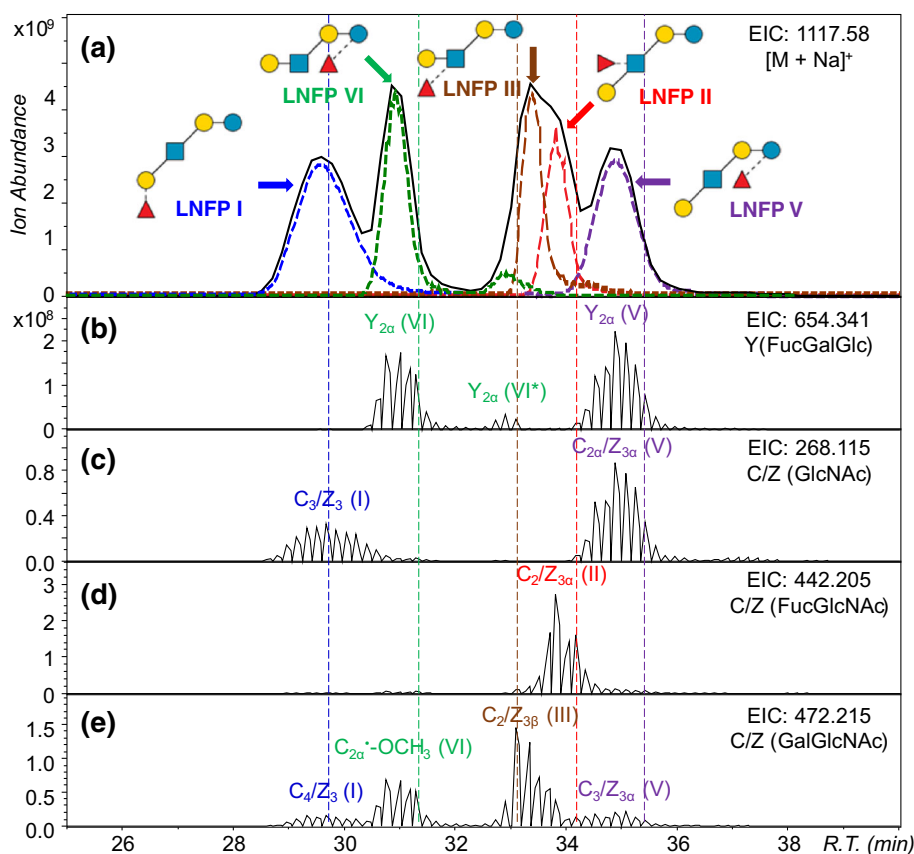 x10⁹
(a)
EIC: 1117.58
[M + Na]⁺
LNFP VI
LNFP III
LNFP II
LNFP I
LNFP V
Ion Abundance
4
3
2
1
0
x10⁸
(b)
Y2α (VI)
Y2α (VI*)
Y2α (V)
EIC: 654.341
Y(FucGalGlc)
2
1
0
(c)
C3/Z3 (I)
C2α/Z3α (V)
EIC: 268.115
C/Z (GlcNAc)
0.8
0.4
0.0
(d)
C2/Z3α (II)
EIC: 442.205
C/Z (FucGlcNAc)
3
2
1
0
(e)
C4/Z3 (I)
C2α•-OCH3 (VI)
C2/Z3β (III)
C3/Z3α (V)
EIC: 472.215
C/Z (GalGlcNAc)
1.5
1.0
0.5
0.0
26 28 30 32 34 36 38 R.T. (min)